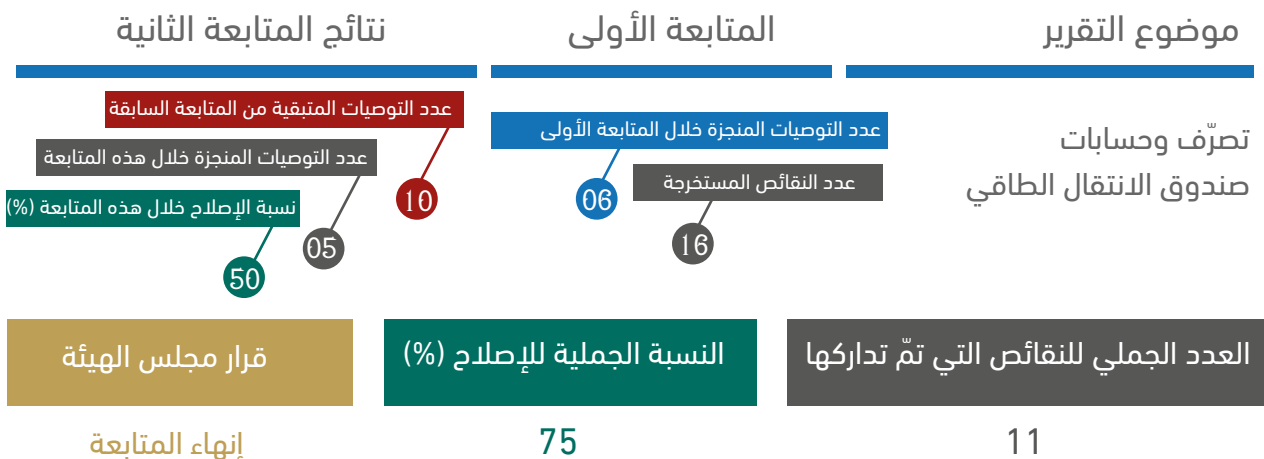 موضوع التقرير
المتابعة الأولى
نتائج المتابعة الثانية
تصرّف وحسابات
صندوق الانتقال الطاقي
عدد التوصيات المنجزة خلال المتابعة الأولى
06
عدد النقائص المستخرجة
16
عدد التوصيات المتبقية من المتابعة السابقة
10
عدد التوصيات المنجزة خلال هذه المتابعة
05
نسبة الإصلاح خلال هذه المتابعة (%)
50
العدد الجملي للنقائص التي تمّ تداركها
النسبة الجملية للإصلاح (%)
قرار مجلس الهيئة
11
75
إنهاء المتابعة